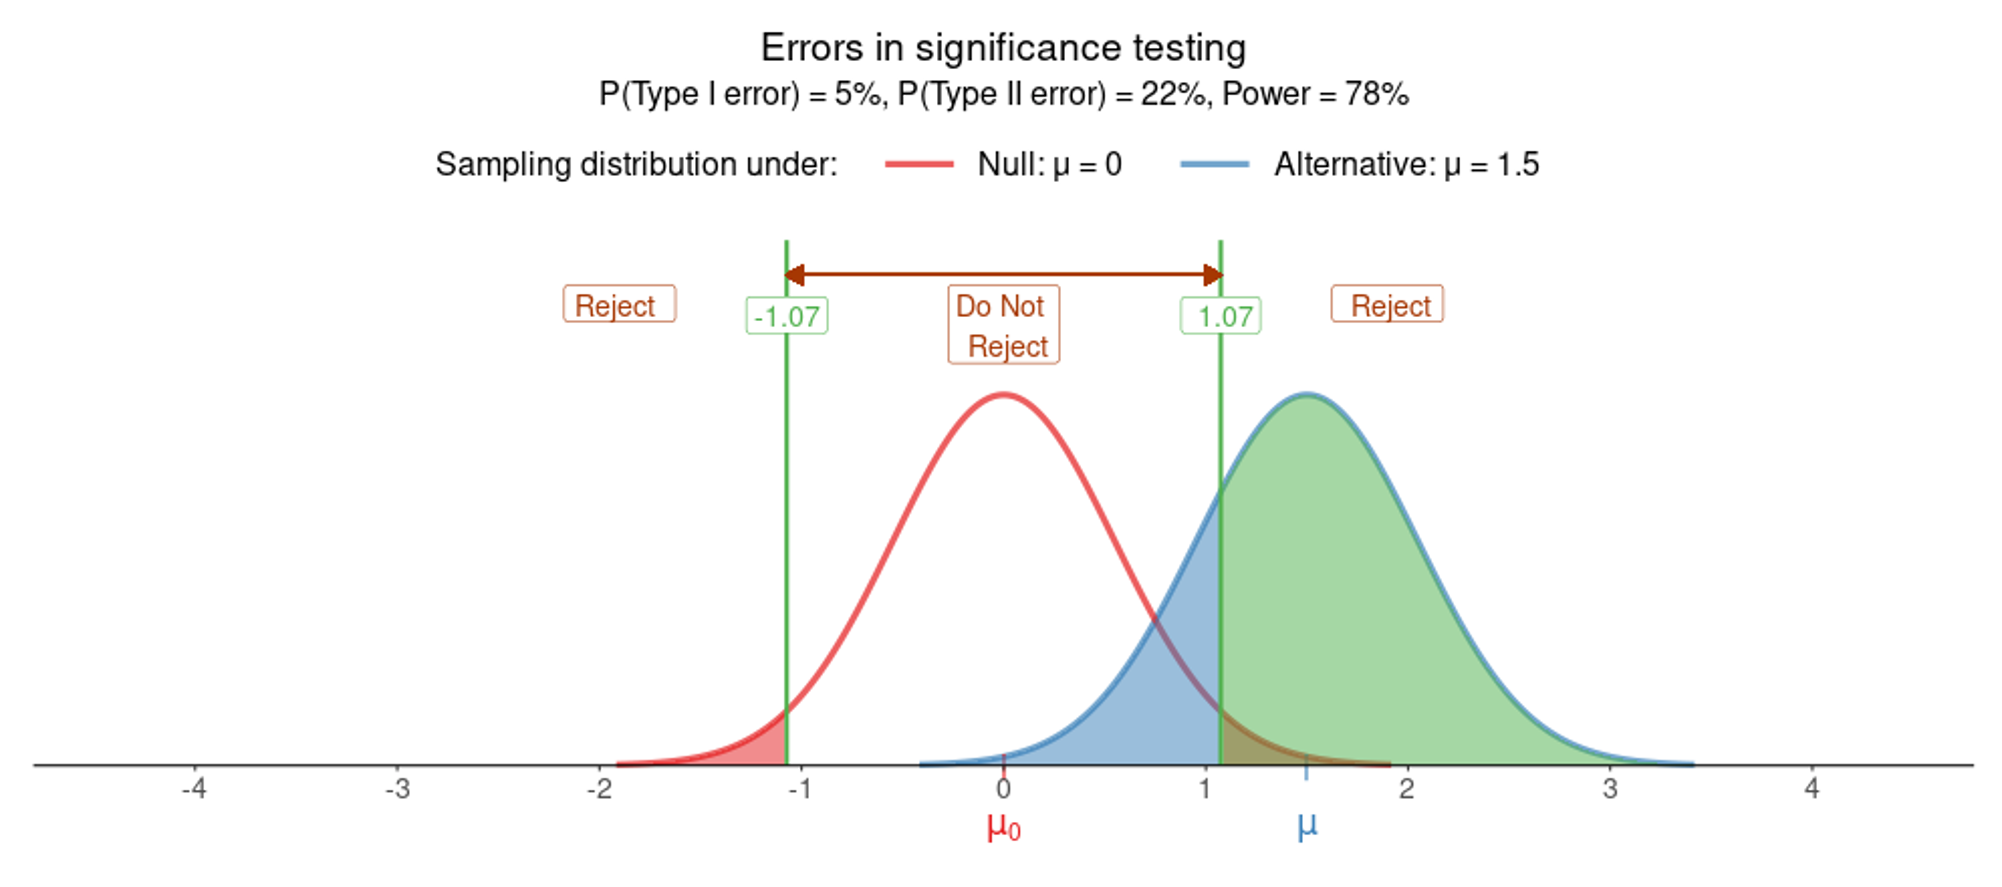 Errors in significance testing
P(Type I error) = 5%, P(Type II error) = 22%, Power = 78%
Sampling distribution under: Null: μ = 0 Alternative: μ = 1.5
Reject
-1.07
Do Not
Reject
1.07
Reject
-4 -3 -2 -1 0 1 2 3 4
μ₀ μ